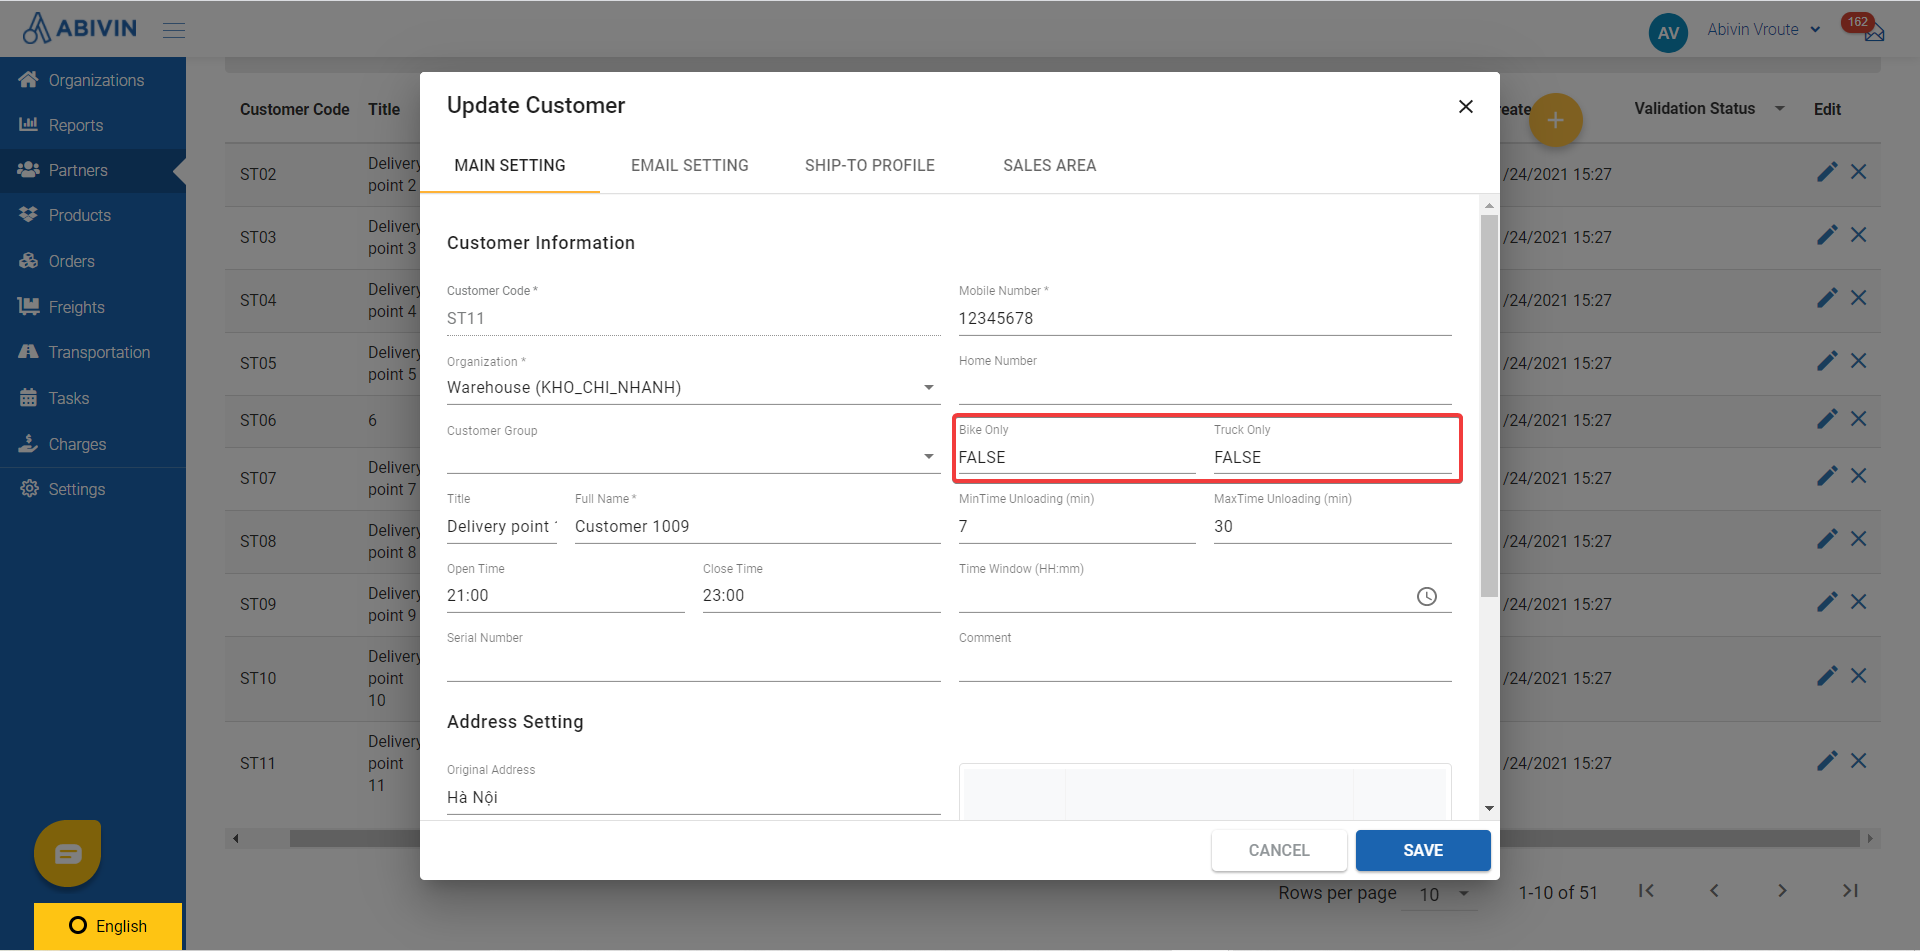 ABIVIN
AV
Abivin Vroute
162
Organizations
Reports
Partners
Products
Orders
Freights
Transportation
Tasks
Charges
Settings
English
Customer Code Title
Validation Status
Edit
ST02
Delivery
point 2
/24/2021 15:27
ST03
Delivery
point 3
/24/2021 15:27
ST04
Delivery
point 4
/24/2021 15:27
ST05
Delivery
point 5
/24/2021 15:27
ST06
6
/24/2021 15:27
ST07
Delivery
point 7
/24/2021 15:27
ST08
Delivery
point 8
/24/2021 15:27
ST09
Delivery
point 9
/24/2021 15:27
ST10
Delivery
point
10
/24/2021 15:27
ST11
Delivery
point
11
/24/2021 15:27
Update Customer
MAIN SETTING
EMAIL SETTING
SHIP-TO PROFILE
SALES AREA
Customer Information
Customer Code *
ST11
Mobile Number *
12345678
Organization *
Warehouse (KHO_CHI_NHANH)
Home Number
Customer Group
Bike Only
FALSE
Truck Only
FALSE
Title
Delivery point
Full Name *
Customer 1009
MinTime Unloading (min)
7
MaxTime Unloading (min)
30
Open Time
21:00
Close Time
23:00
Time Window (HH:mm)
Serial Number
Comment
Address Setting
Original Address
Hà Nội
CANCEL
SAVE
Rows per page 10
1-10 of 51